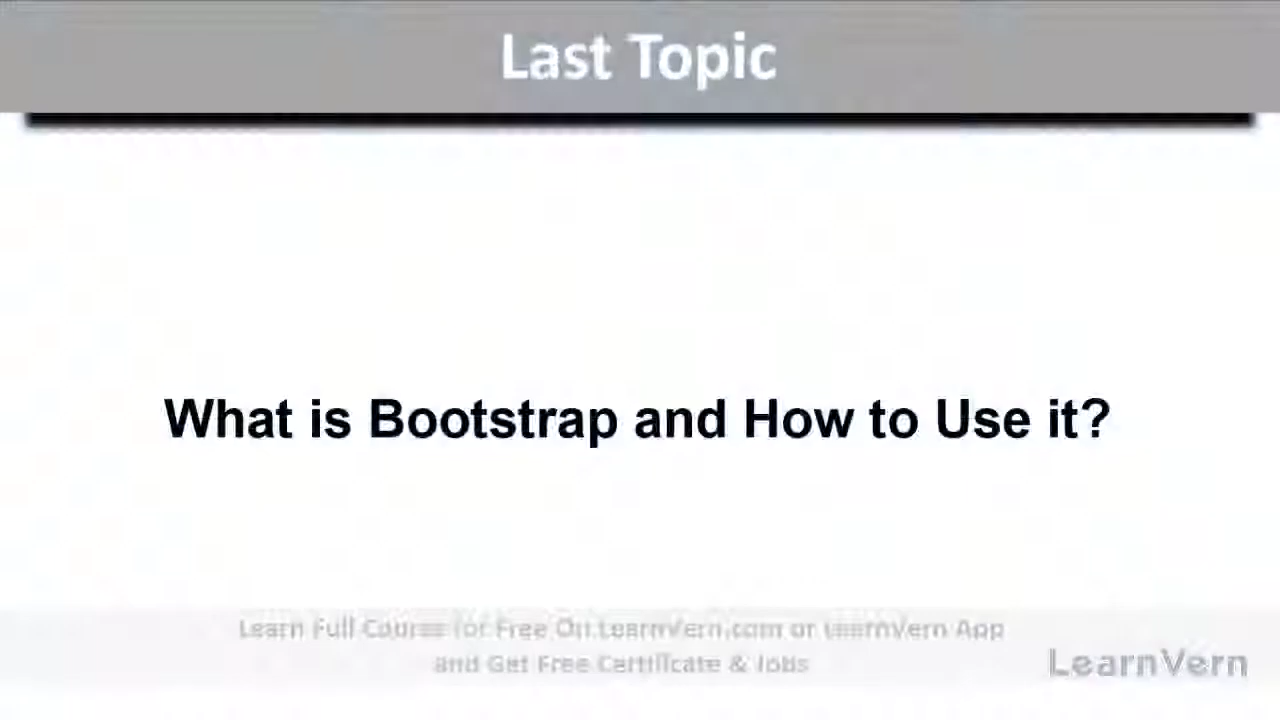 Last Topic
What is Bootstrap and How to Use it?
Learn Full Course for Free On LearnVern.com or LearnVern App
and Get Free Certificate & Jobs
LearnVern